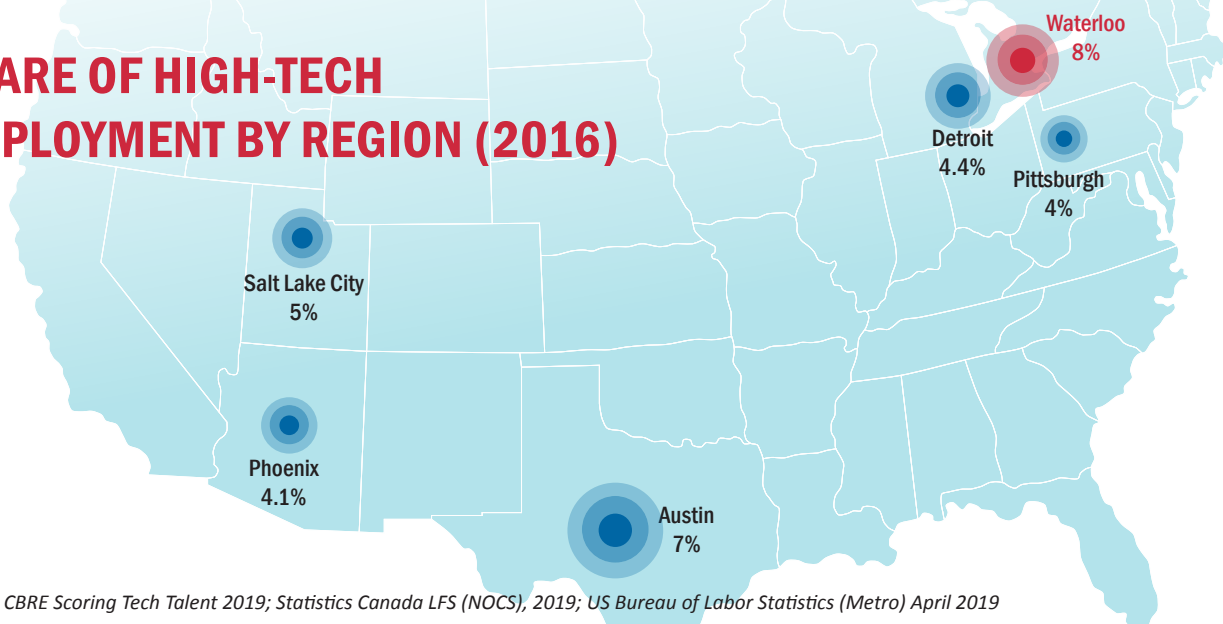 ARE OF HIGH-TECH
PLOYMENT BY REGION (2016)
Waterloo
8%
Detroit
4.4%
Pittsburgh
4%
Salt Lake City
5%
Phoenix
4.1%
Austin
7%
CBRE Scoring Tech Talent 2019; Statistics Canada LFS (NOCS), 2019; US Bureau of Labor Statistics (Metro) April 2019